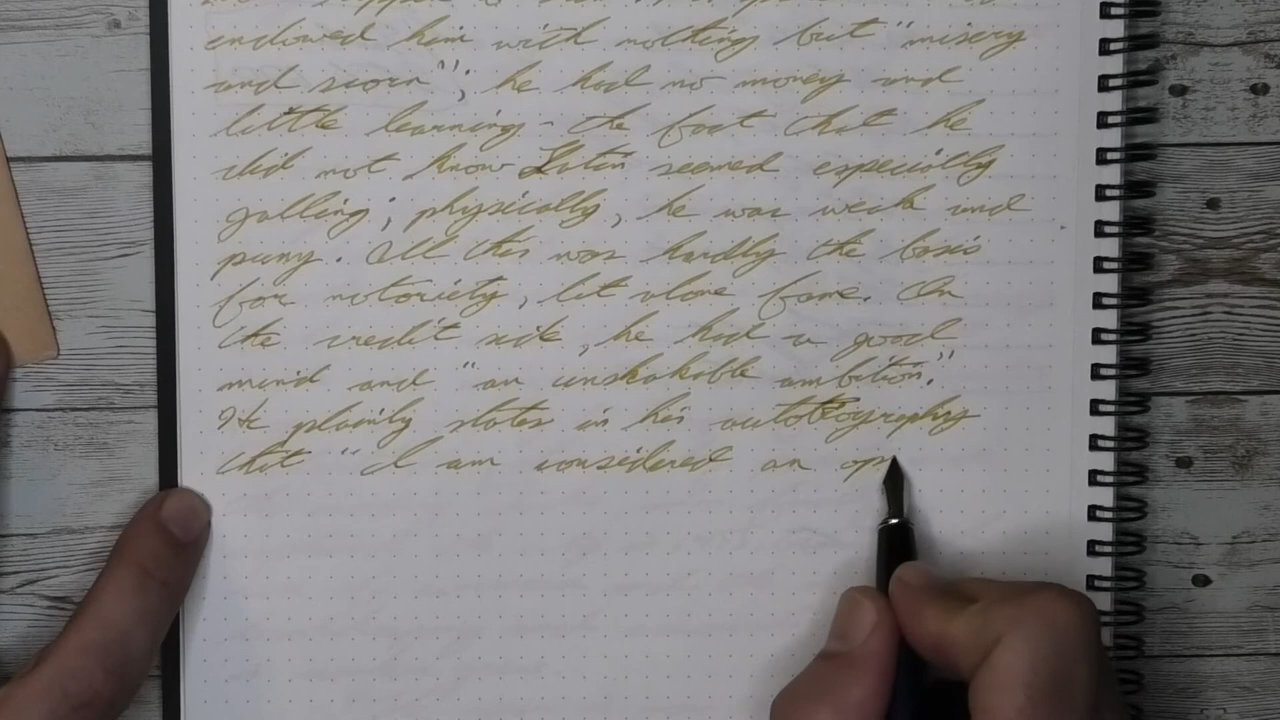 endowed him with nothing but "misery
and scorn"; he had no money and
little learning - the fact that he
did not know Latin seemed especially
galling; physically, he was weak and
puny. All this was hardly the basis
for notoriety, let alone fame. On
the credit side, he had a good
mind and "an unshakable ambition."
He plainly states in his autobiography
that "I am considered an op